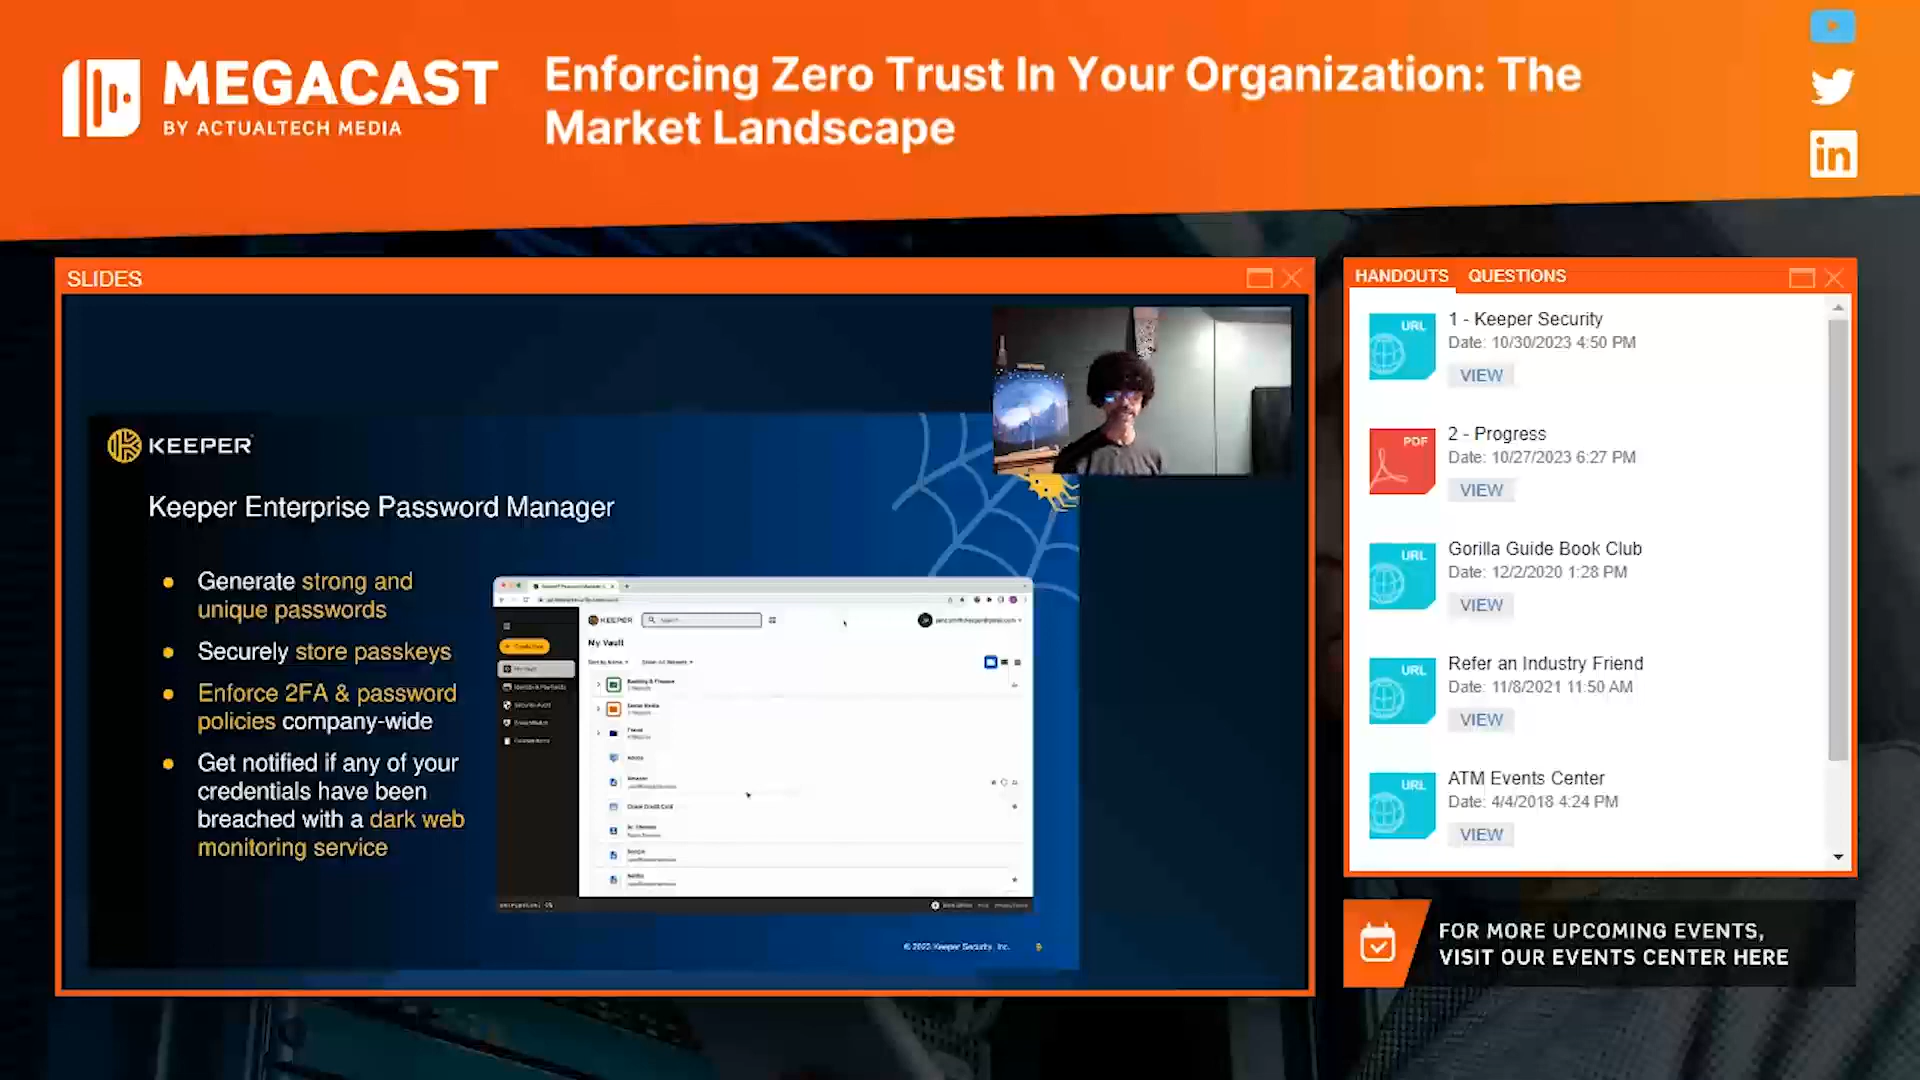 MEGACAST
BY ACTUALTECH MEDIA
Enforcing Zero Trust In Your Organization: The
Market Landscape
in
SLIDES
KEEPER
Keeper Enterprise Password Manager
Generate strong and
unique passwords
Securely store passkeys
Enforce 2FA & password
policies company-wide
Get notified if any of your
credentials have been
breached with a dark web
monitoring service
KEEPER
My Vault
© 2023 Keeper Security, Inc.
9
HANDOUTS QUESTIONS
URL
1 - Keeper Security
Date: 10/30/2023 4:50 PM
VIEW
PDF
2 - Progress
Date: 10/27/2023 6:27 PM
VIEW
URL
Gorilla Guide Book Club
Date: 12/2/2020 1:28 PM
VIEW
URL
Refer an Industry Friend
Date: 11/8/2021 11:50 AM
VIEW
URL
ATM Events Center
Date: 4/4/2018 4:24 PM
VIEW
FOR MORE UPCOMING EVENTS,
VISIT OUR EVENTS CENTER HERE